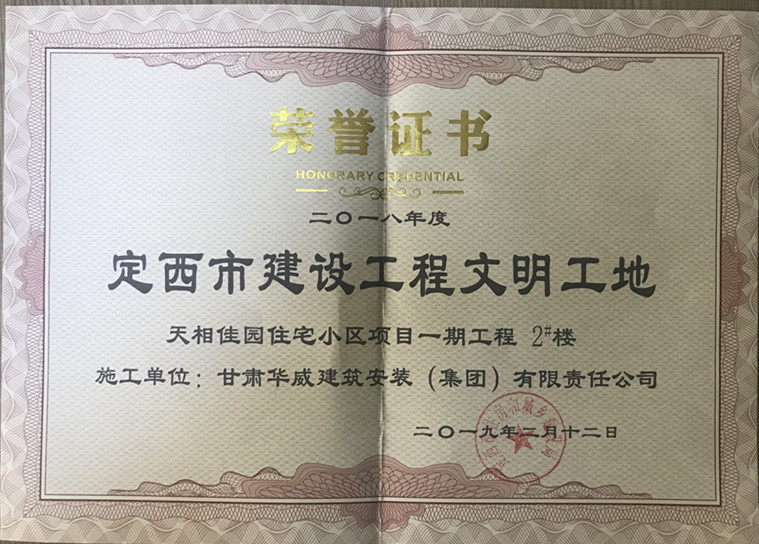 荣誉证书
HONORARY CREDENTIAL
二〇一八年度
定西市建设工程文明工地
天相佳园住宅小区项目一期工程 2#楼
施工单位：甘肃华威建筑安装（集团）有限责任公司
二〇一九年二月十二日